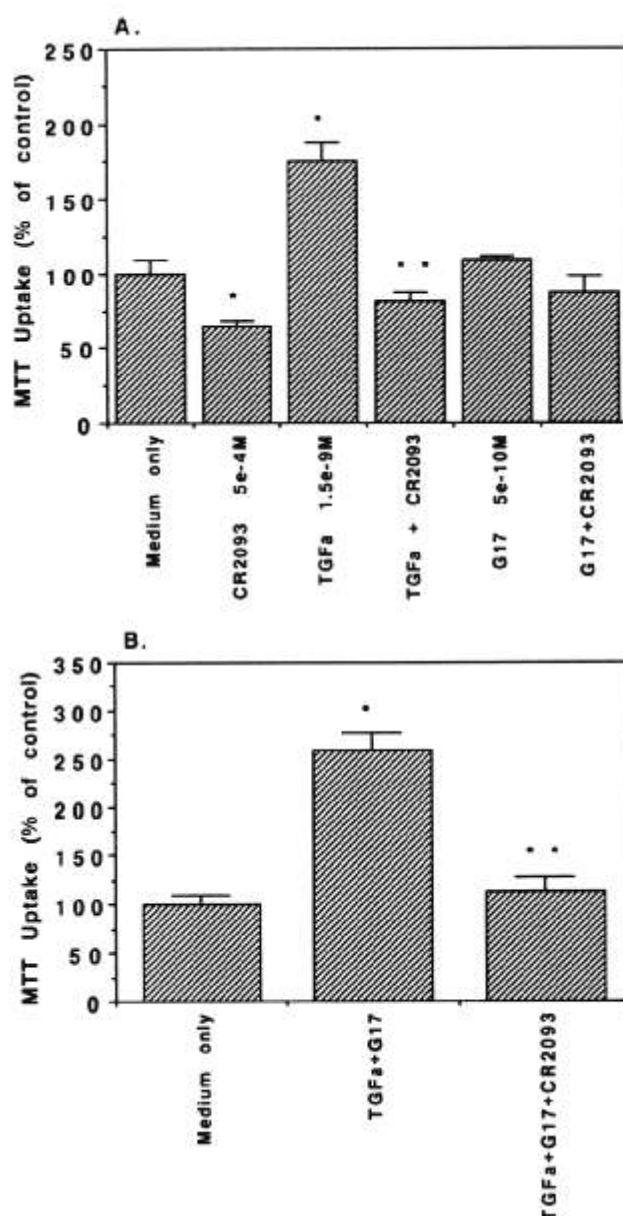 A.
MTT Uptake (% of control)
250
200
150
100
50
0
Medium only
CR2093 5e-4M
TGFa 1.5e-9M
TGFa + CR2093
G17 5e-10M
G17+CR2093
B.
MTT Uptake (% of control)
350
300
250
200
150
100
50
0
Medium only
TGFa+G17
TGFa+G17+CR2093